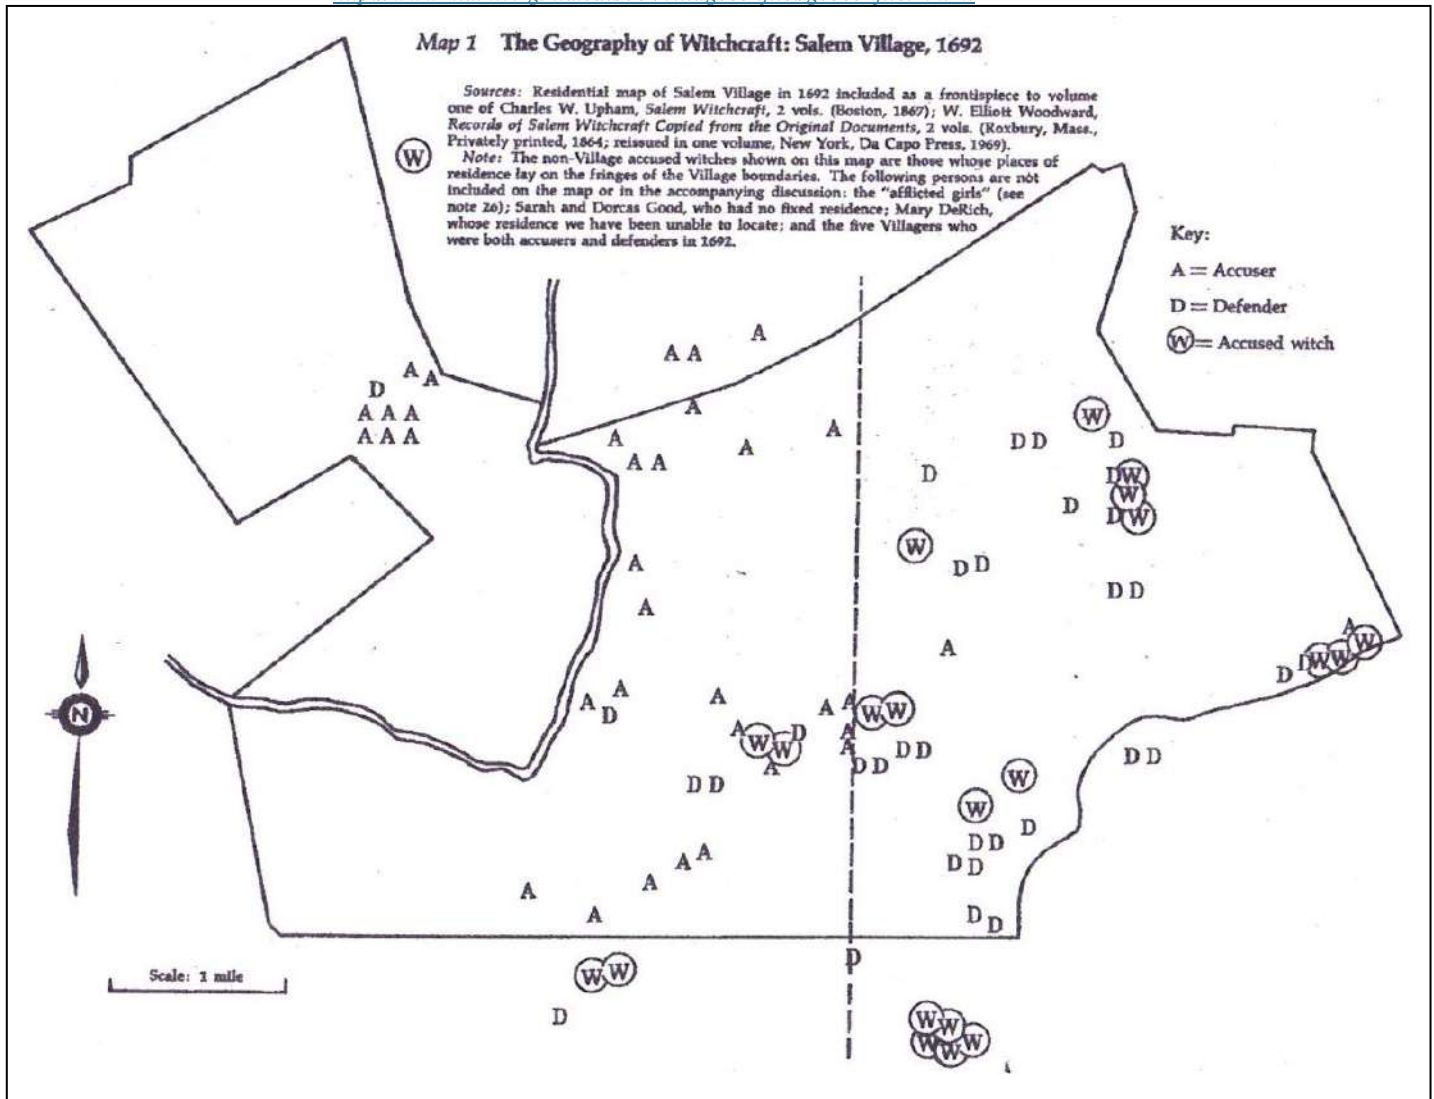 Map 1 The Geography of Witchcraft: Salem Village, 1692
Sources: Residential map of Salem Village in 1692 included as a frontispiece to volume
one of Charles W. Upham, Salem Witchcraft, 2 vols. (Boston, 1867); W. Elliott Woodward,
Records of Salem Witchcraft Copied from the Original Documents, 2 vols. (Roxbury, Mass.,
Privately printed, 1864; reissued in one volume, New York, Da Capo Press, 1969).
Note: The non-Village accused witches shown on this map are those whose places of
residence lay on the fringes of the Village boundaries. The following persons are not
included on the map or in the accompanying discussion: the "afflicted girls" (see
note 26); Sarah and Dorcas Good, who had no fixed residence; Mary DeRich,
whose residence we have been unable to locate; and the five Villagers who
were both accusers and defenders in 1692.
W
Key:
A = Accuser
D = Defender
W = Accused witch
A
A A
A A
D
A A A
A A A
A
A
A A A
A
W
D D D
D
D W
W
D
D W
W
D D
A
D D
A
A
A
W
D W W
D
A A
D
A
A A
W W
A
A
A
W W
D
A
D D
D D
D D
D D
W
W
D
D D
D D
A A
A
A
A
D D
N
Scale: 1 mile
W W
D
D
W W
W W W